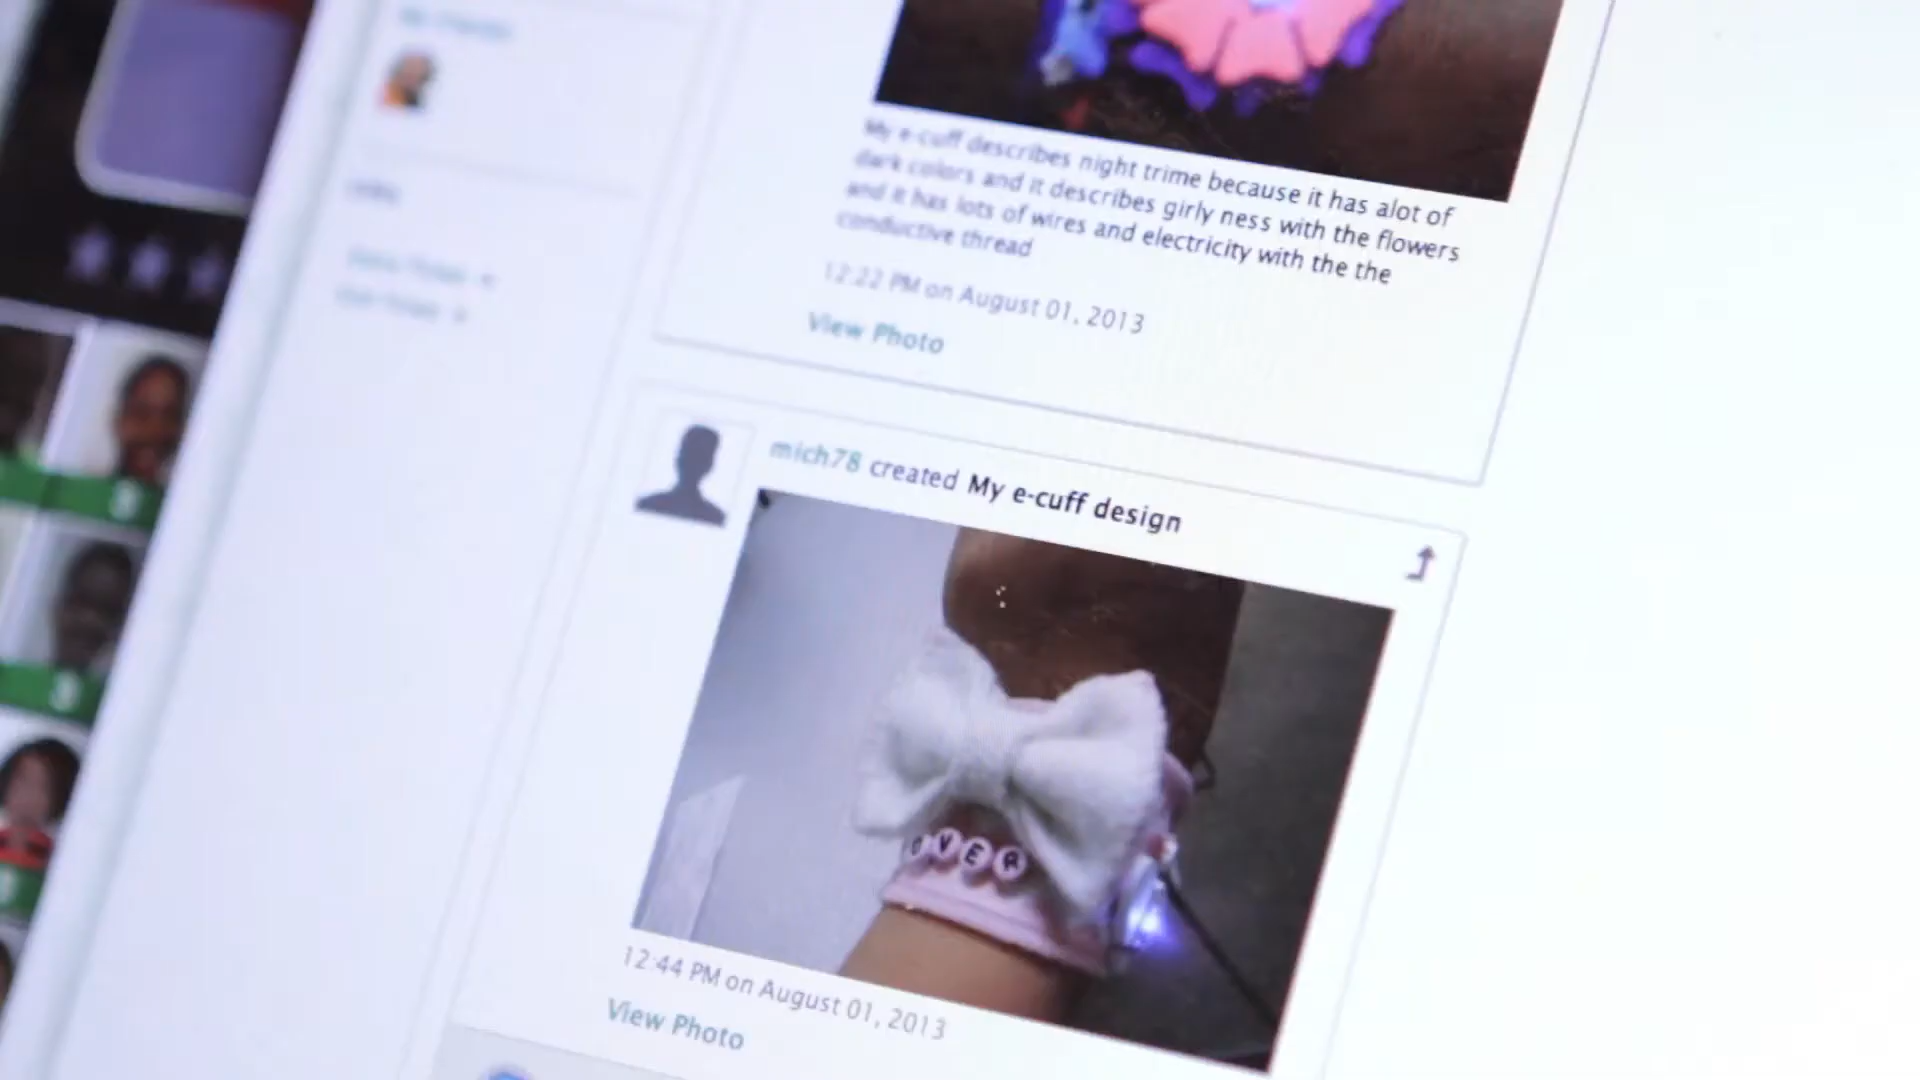 My e-cuff describes night trime because it has alot of
dark colors and it describes girly ness with the flowers
and it has lots of wires and electricity with the the
conductive thread
12:22 PM on August 01, 2013
View Photo
mich78 created My e-cuff design
OVER
12:44 PM on August 01, 2013
View Photo